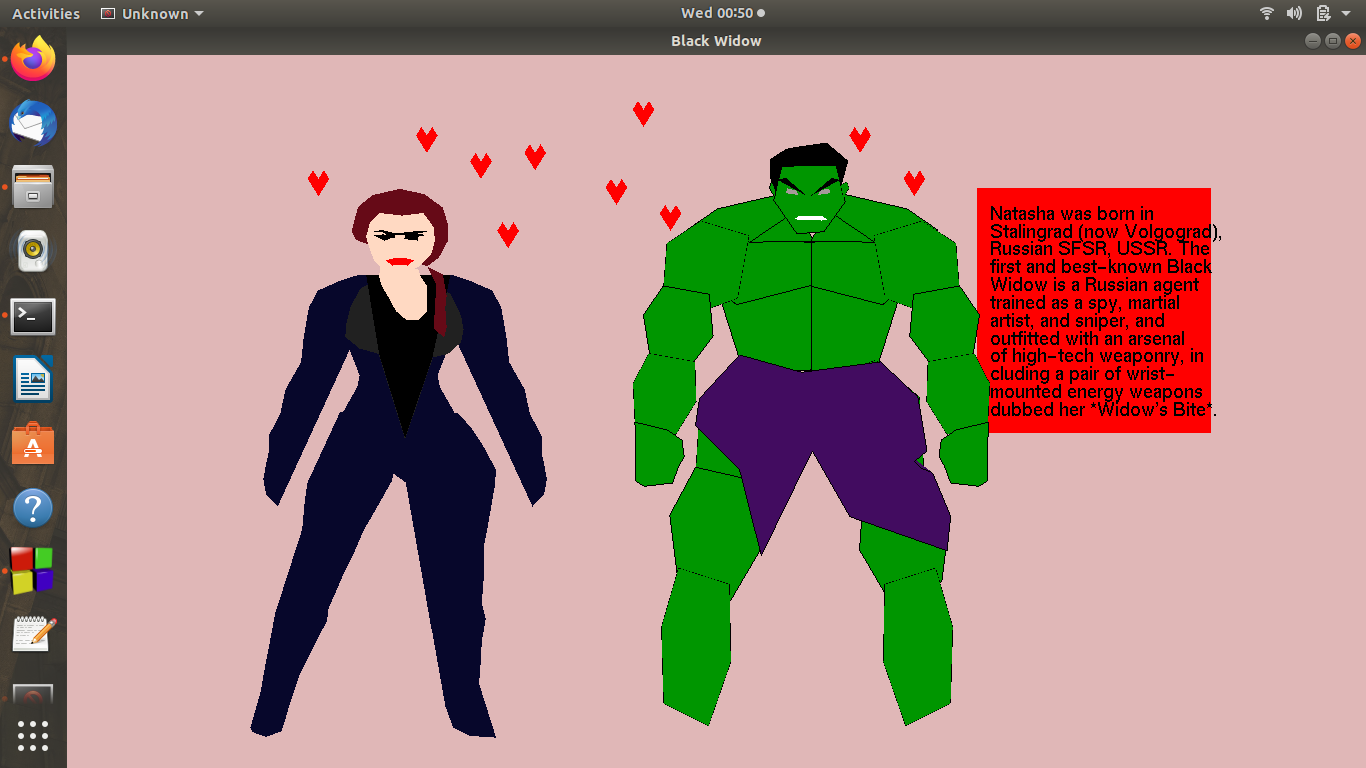 Activities
Unknown
Wed 00:50
Black Widow
Natasha was born in
Stalingrad (now Volgograd),
Russian SFSR, USSR. The
first and best-known Black
Widow is a Russian agent
trained as a spy, martial
artist, and sniper, and
outfitted with an arsenal
of high-tech weaponry, in
cluding a pair of wrist-
mounted energy weapons
dubbed her *Widow's Bite*.